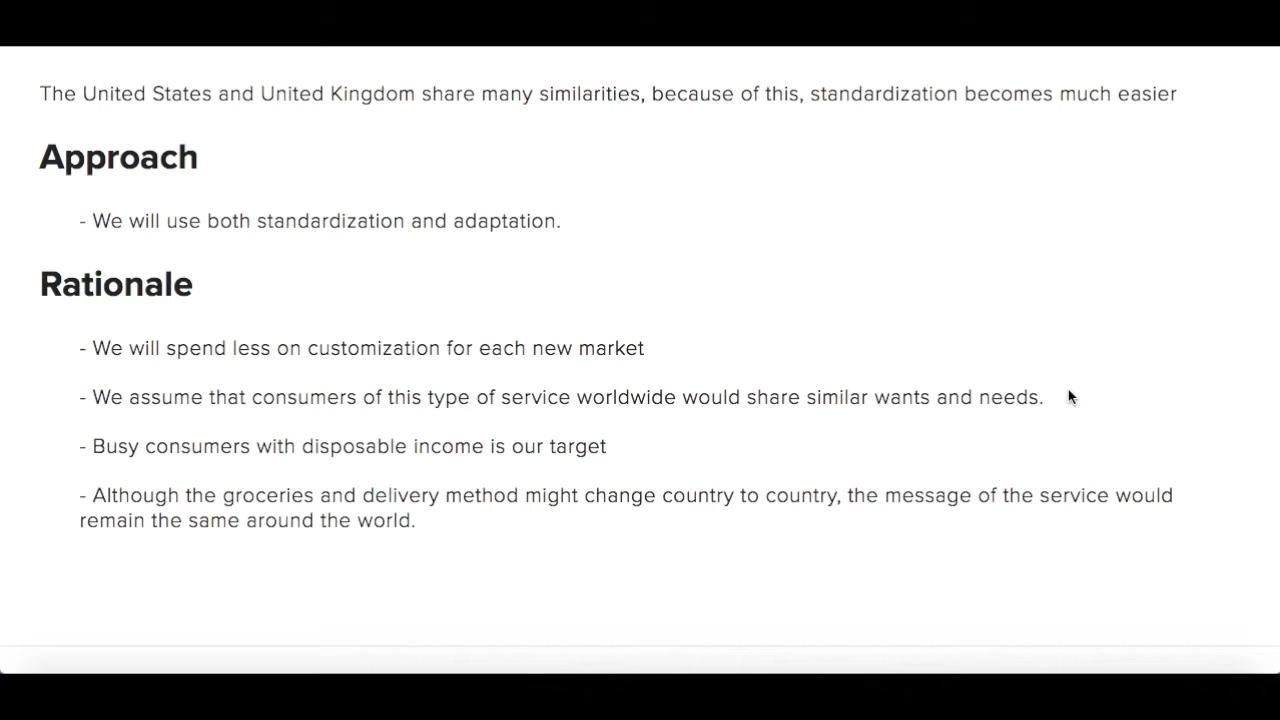 The United States and United Kingdom share many similarities, because of this, standardization becomes much easier
Approach
- We will use both standardization and adaptation.
Rationale
- We will spend less on customization for each new market
- We assume that consumers of this type of service worldwide would share similar wants and needs.
- Busy consumers with disposable income is our target
- Although the groceries and delivery method might change country to country, the message of the service would
remain the same around the world.